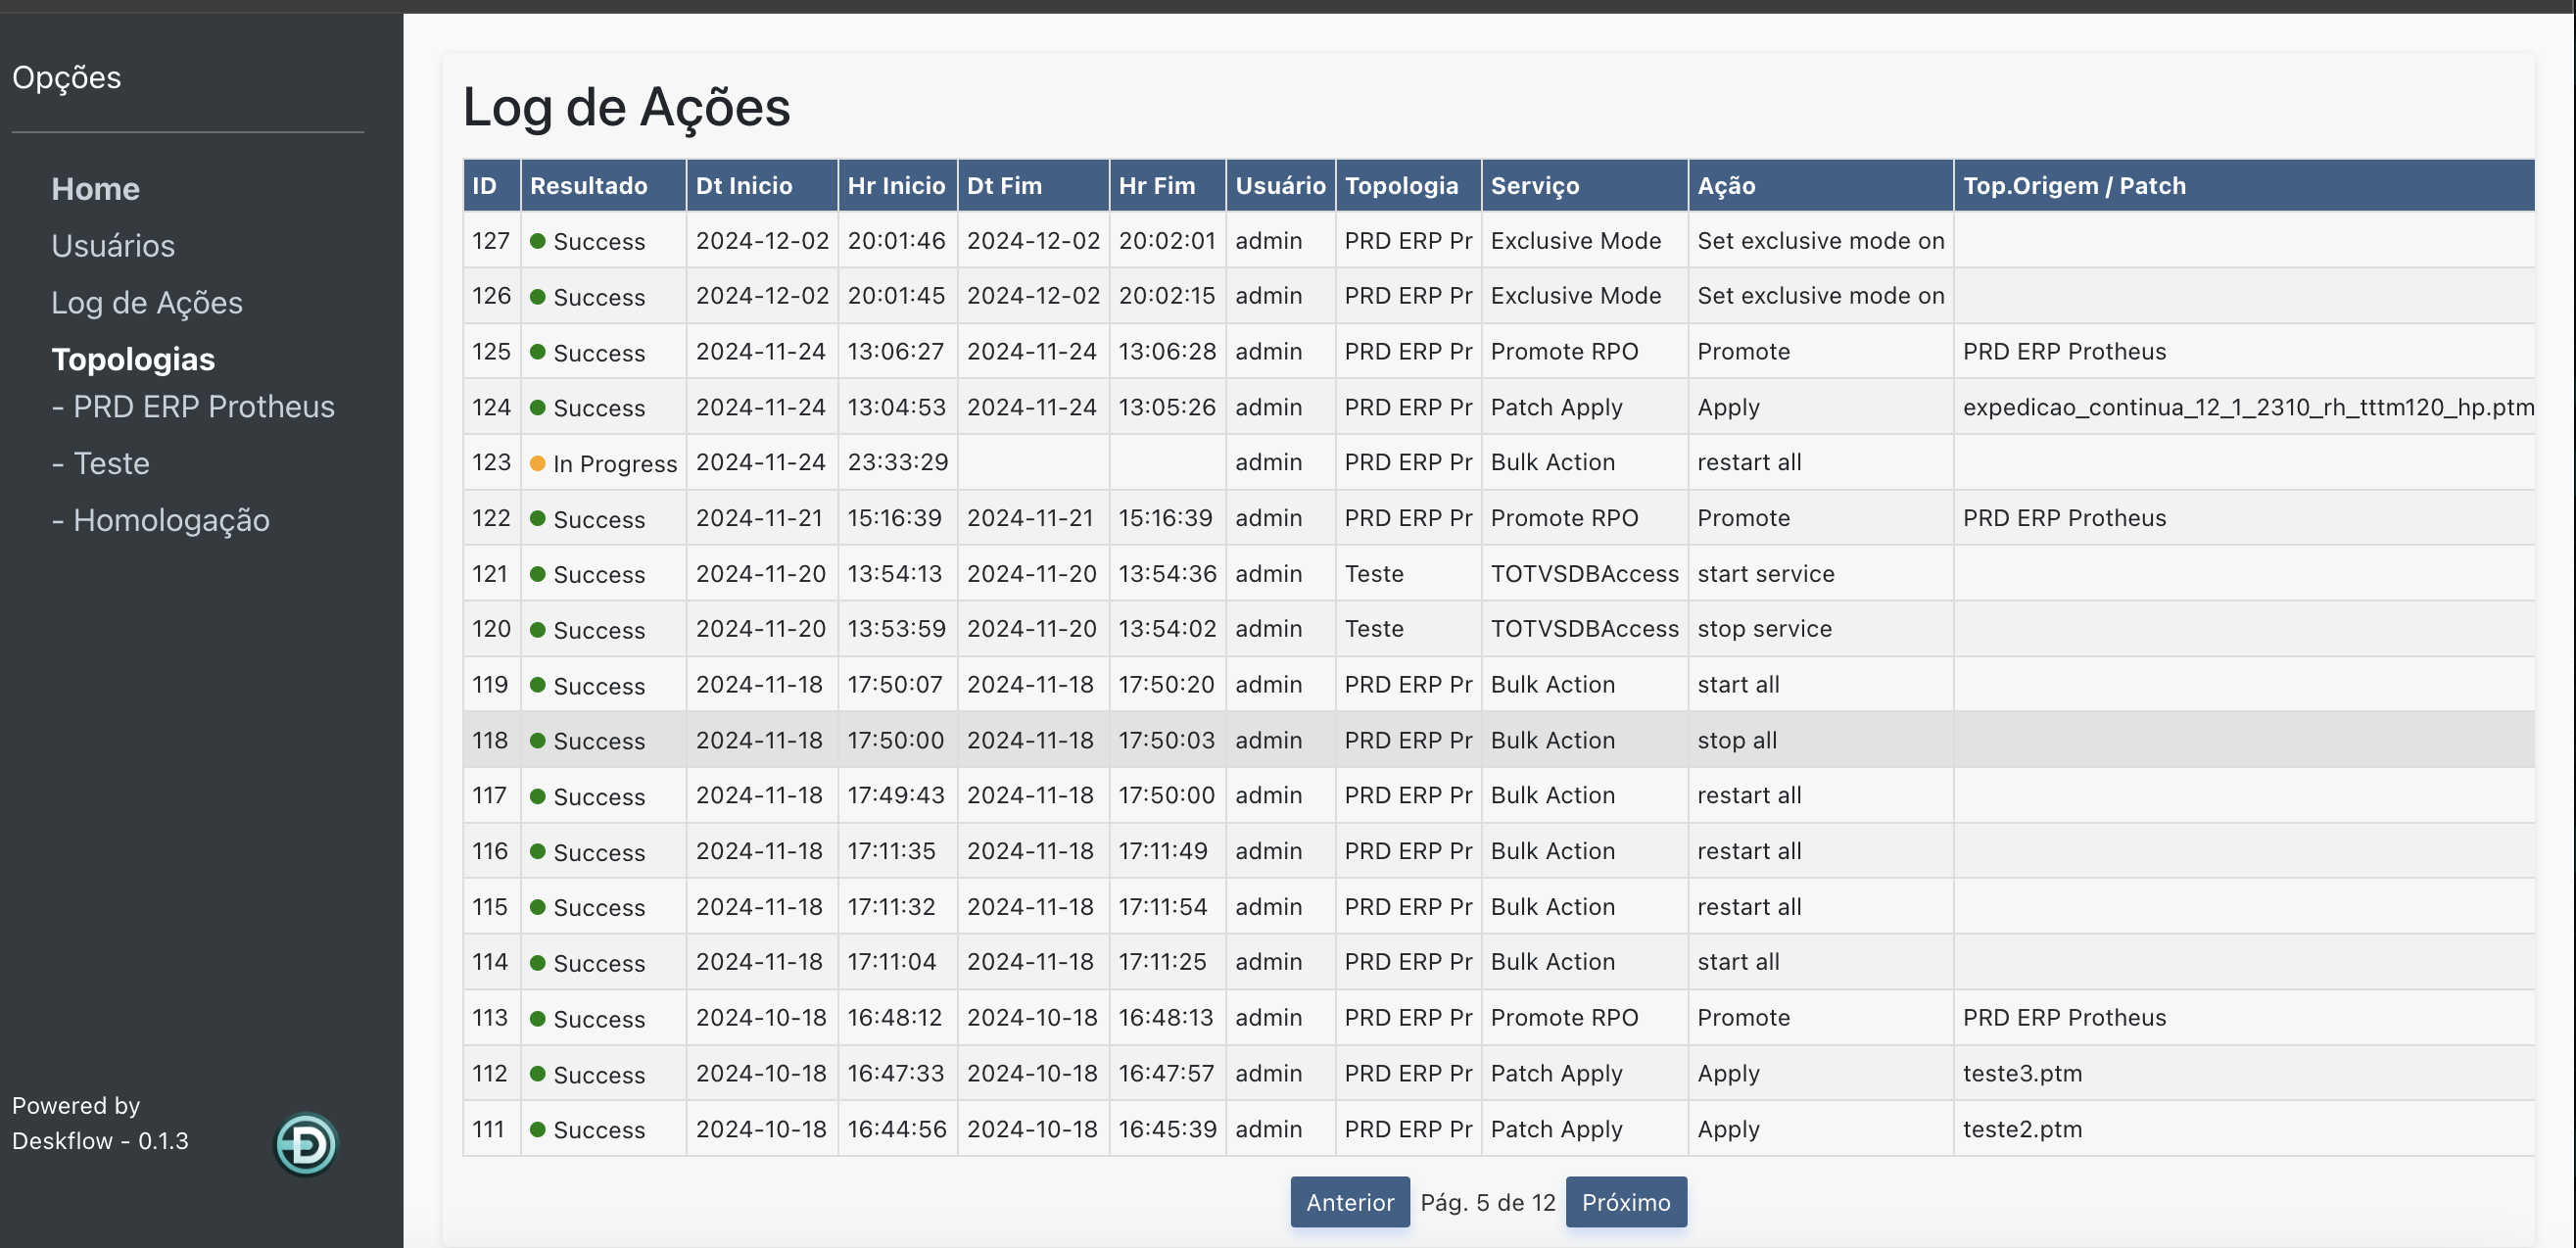 Opções
Home
Usuários
Log de Ações
Topologias
- PRD ERP Protheus
- Teste
- Homologação
Powered by
Deskflow - 0.1.3
Log de Ações
ID Resultado Dt Inicio Hr Inicio Dt Fim Hr Fim Usuário Topologia Serviço Ação Top.Origem / Patch
127 Success 2024-12-02 20:01:46 2024-12-02 20:02:01 admin PRD ERP Pr Exclusive Mode Set exclusive mode on
126 Success 2024-12-02 20:01:45 2024-12-02 20:02:15 admin PRD ERP Pr Exclusive Mode Set exclusive mode on
125 Success 2024-11-24 13:06:27 2024-11-24 13:06:28 admin PRD ERP Pr Promote RPO Promote PRD ERP Protheus
124 Success 2024-11-24 13:04:53 2024-11-24 13:05:26 admin PRD ERP Pr Patch Apply Apply expedicao_continua_12_1_2310_rh_tttm120_hp.ptm
123 In Progress 2024-11-24 23:33:29 admin PRD ERP Pr Bulk Action restart all
122 Success 2024-11-21 15:16:39 2024-11-21 15:16:39 admin PRD ERP Pr Promote RPO Promote PRD ERP Protheus
121 Success 2024-11-20 13:54:13 2024-11-20 13:54:36 admin Teste TOTVSDBAccess start service
120 Success 2024-11-20 13:53:59 2024-11-20 13:54:02 admin Teste TOTVSDBAccess stop service
119 Success 2024-11-18 17:50:07 2024-11-18 17:50:20 admin PRD ERP Pr Bulk Action start all
118 Success 2024-11-18 17:50:00 2024-11-18 17:50:03 admin PRD ERP Pr Bulk Action stop all
117 Success 2024-11-18 17:49:43 2024-11-18 17:50:00 admin PRD ERP Pr Bulk Action restart all
116 Success 2024-11-18 17:11:35 2024-11-18 17:11:49 admin PRD ERP Pr Bulk Action restart all
115 Success 2024-11-18 17:11:32 2024-11-18 17:11:54 admin PRD ERP Pr Bulk Action restart all
114 Success 2024-11-18 17:11:04 2024-11-18 17:11:25 admin PRD ERP Pr Bulk Action start all
113 Success 2024-10-18 16:48:12 2024-10-18 16:48:13 admin PRD ERP Pr Promote RPO Promote PRD ERP Protheus
112 Success 2024-10-18 16:47:33 2024-10-18 16:47:57 admin PRD ERP Pr Patch Apply Apply teste3.ptm
111 Success 2024-10-18 16:44:56 2024-10-18 16:45:39 admin PRD ERP Pr Patch Apply Apply teste2.ptm
Anterior Pág. 5 de 12 Próximo